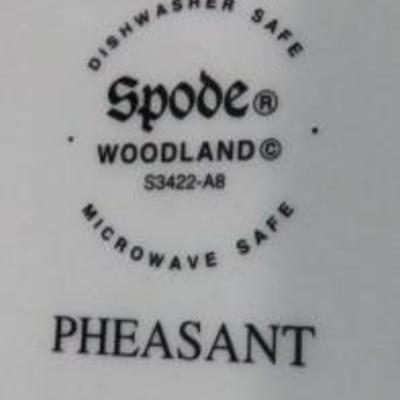 DISHWASHER SAFE
Spode®
WOODLAND©
S3422-A8
MICROWAVE SAFE
PHEASANT